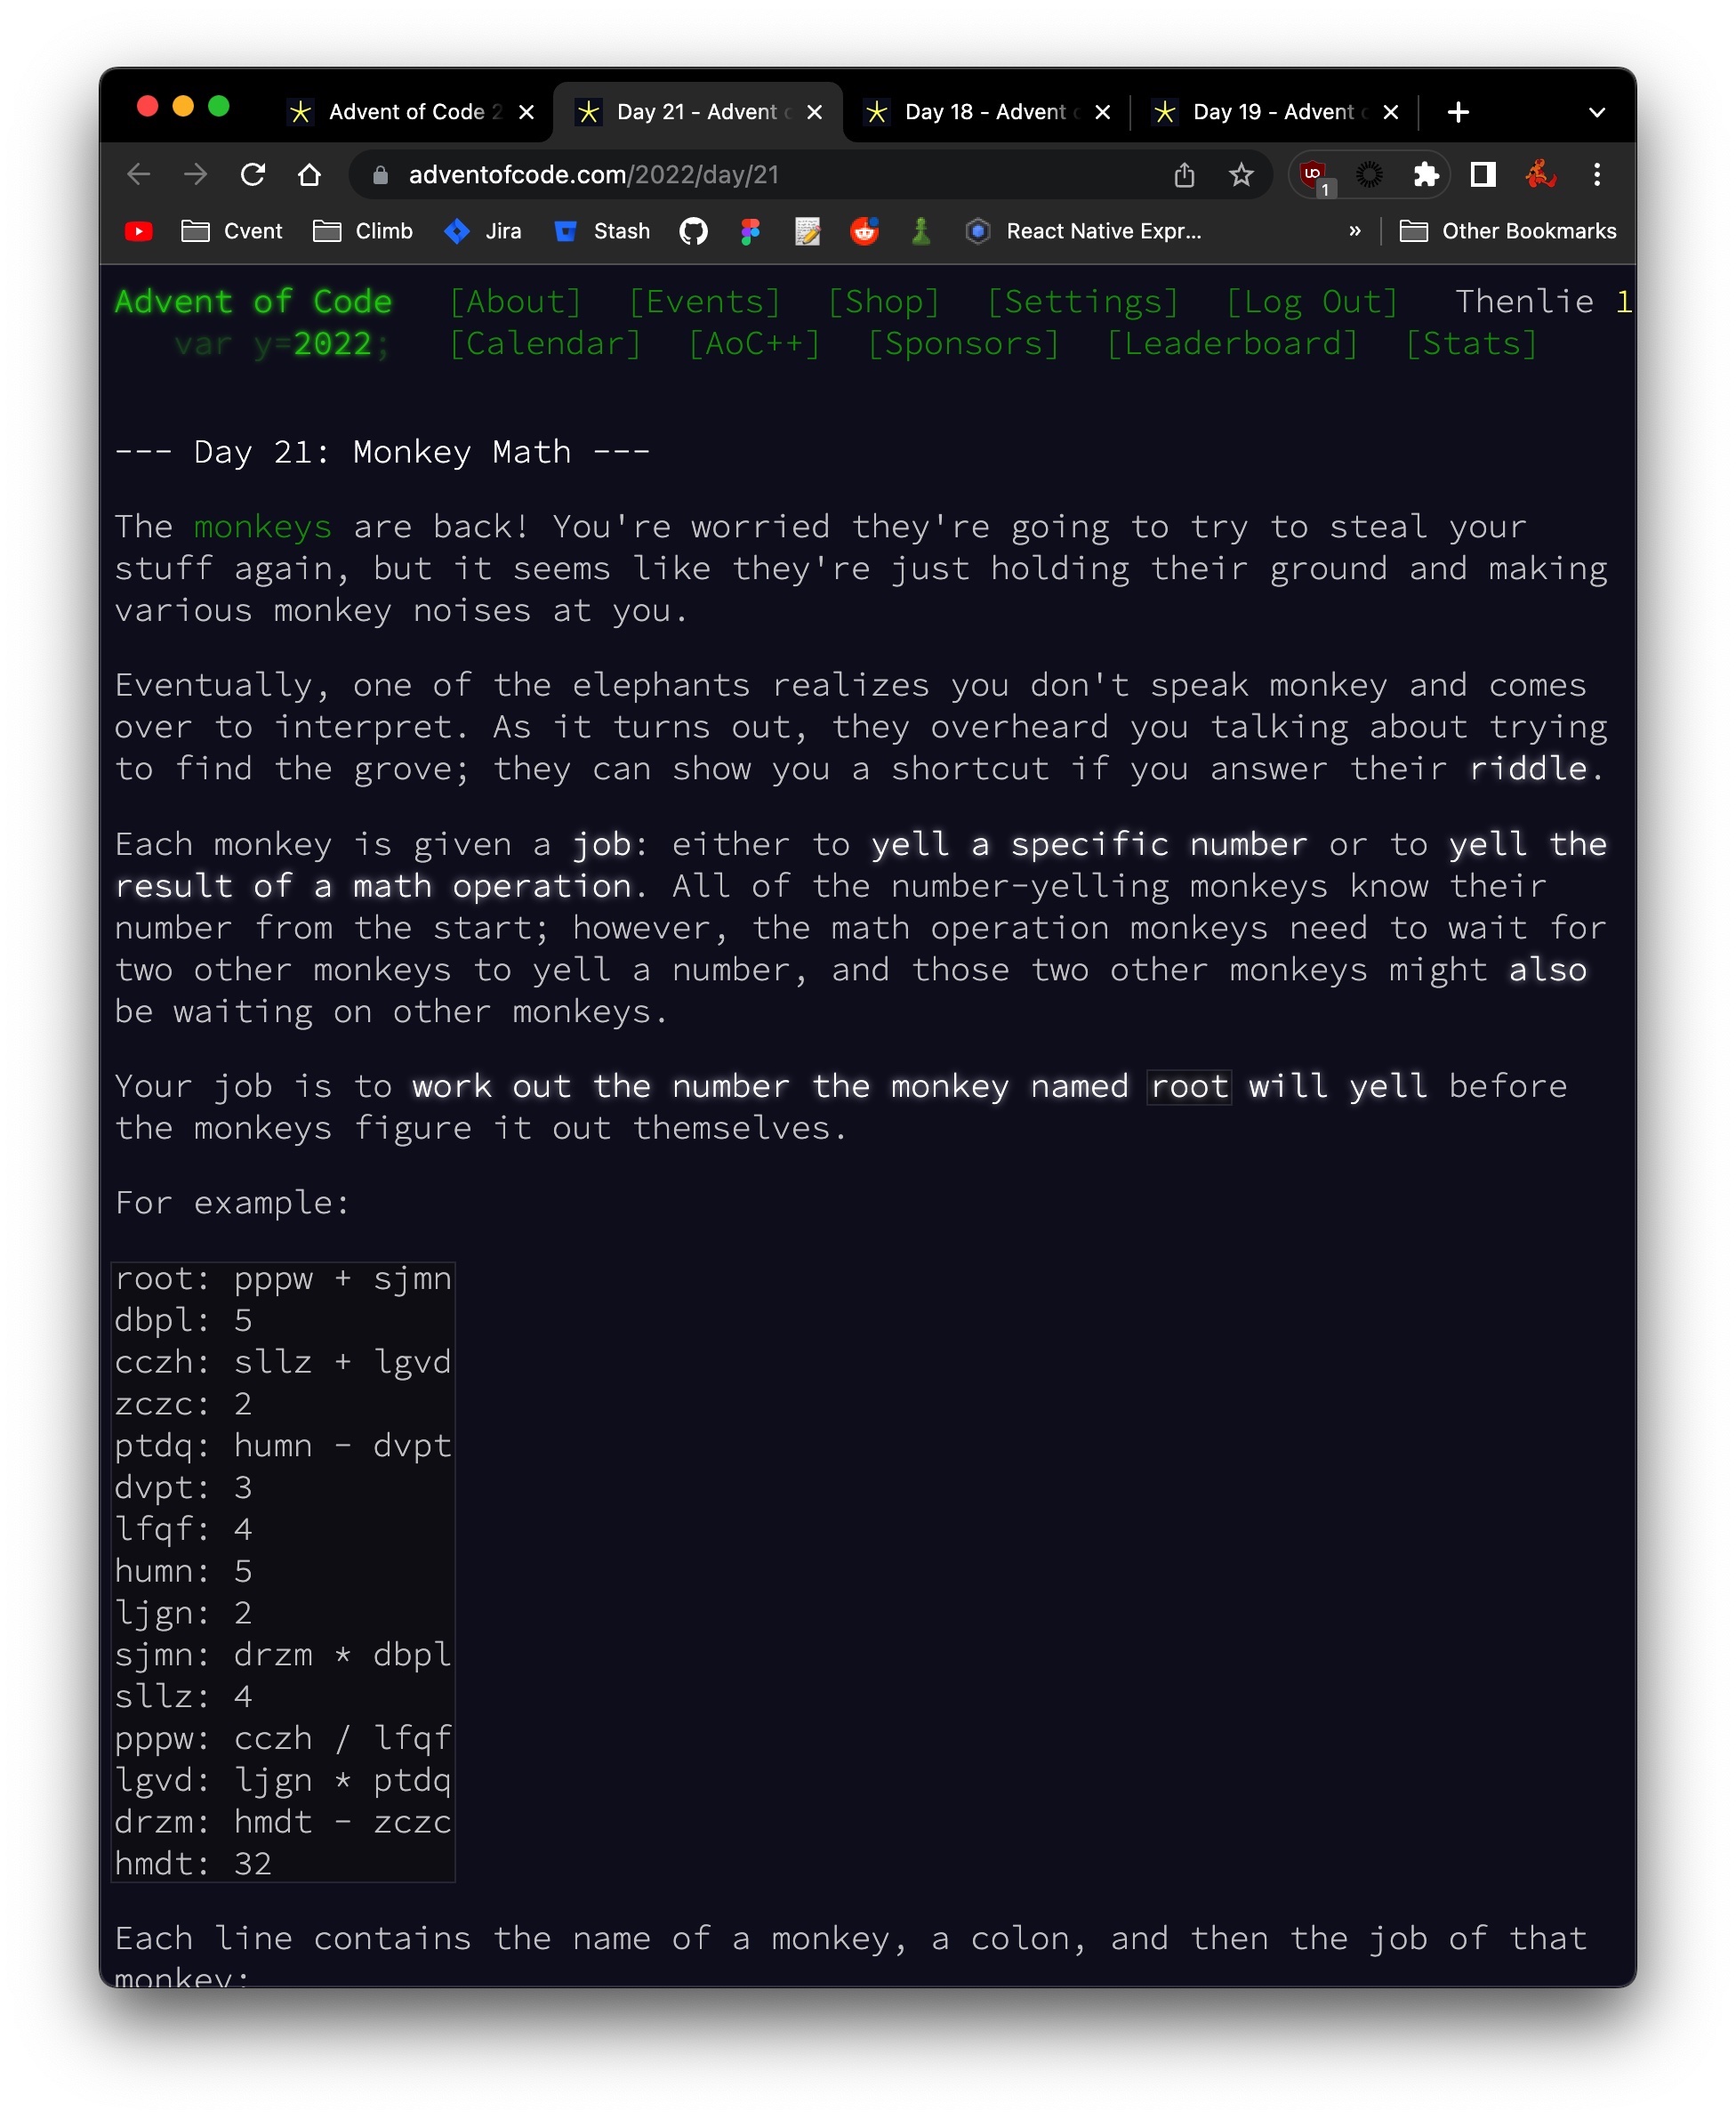 Advent of Code 2
Day 21 - Advent
Day 18 - Advent
Day 19 - Advent
adventofcode.com/2022/day/21
1
Cvent
Climb
Jira
Stash
React Native Expr...
»
Other Bookmarks
Advent of Code [About] [Events] [Shop] [Settings] [Log Out] Thenlie 1
var y=2022; [Calendar] [AoC++] [Sponsors] [Leaderboard] [Stats]
--- Day 21: Monkey Math ---
The monkeys are back! You're worried they're going to try to steal your
stuff again, but it seems like they're just holding their ground and making
various monkey noises at you.
Eventually, one of the elephants realizes you don't speak monkey and comes
over to interpret. As it turns out, they overheard you talking about trying
to find the grove; they can show you a shortcut if you answer their riddle.
Each monkey is given a job: either to yell a specific number or to yell the
result of a math operation. All of the number-yelling monkeys know their
number from the start; however, the math operation monkeys need to wait for
two other monkeys to yell a number, and those two other monkeys might also
be waiting on other monkeys.
Your job is to work out the number the monkey named root will yell before
the monkeys figure it out themselves.
For example:
root: pppw + sjmn
dbpl: 5
cczh: sllz + lgvd
zczc: 2
ptdq: humn - dvpt
dvpt: 3
lfqf: 4
humn: 5
ljgn: 2
sjmn: drzm * dbpl
sllz: 4
pppw: cczh / lfqf
lgvd: ljgn * ptdq
drzm: hmdt - zczc
hmdt: 32
Each line contains the name of a monkey, a colon, and then the job of that
monkey: